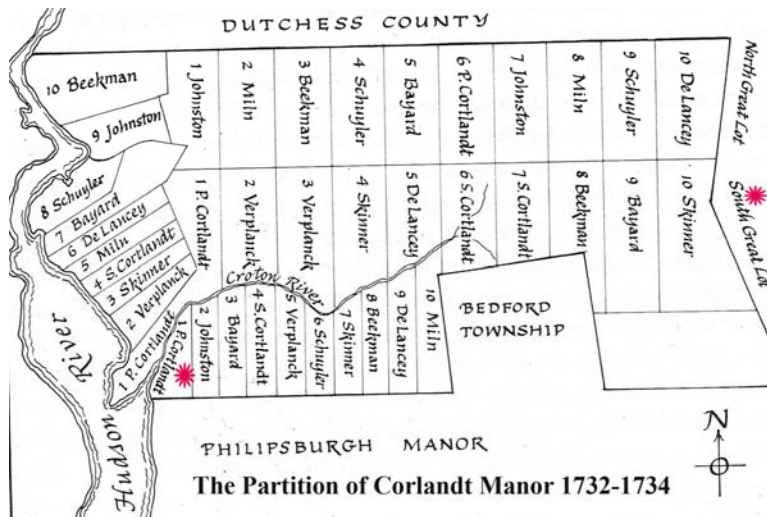 DUTCHESS COUNTY
10 Beekman
9 Johnston
8 Schuyler
7 Bayard
6 De Lancey
5 Miln
4 S. Cortlandt
3 Skinner
2 Verplanck
1 P. Cortlandt
1 Johnston
2 Miln
3 Beekman
4 Schuyler
5 Bayard
6 P. Cortlandt
7 Johnston
8 Miln
9 Schuyler
10 De Lancey
North Great Lot
1 P. Cortlandt
2 Verplanck
3 Verplanck
4 Skinner
5 De Lancey
6 S. Cortlandt
7 S. Cortlandt
8 Beekman
9 Bayard
10 Skinner
South Great Lot
Croton River
1 P. Cortlandt
2 Johnston
3 Bayard
4 S. Cortlandt
5 Verplanck
6 Schuyler
7 Skinner
8 Beekman
9 De Lancey
10 Miln
BEDFORD
TOWNSHIP
Hudson River
PHILIPSBURGH MANOR
N
The Partition of Corlandt Manor 1732-1734